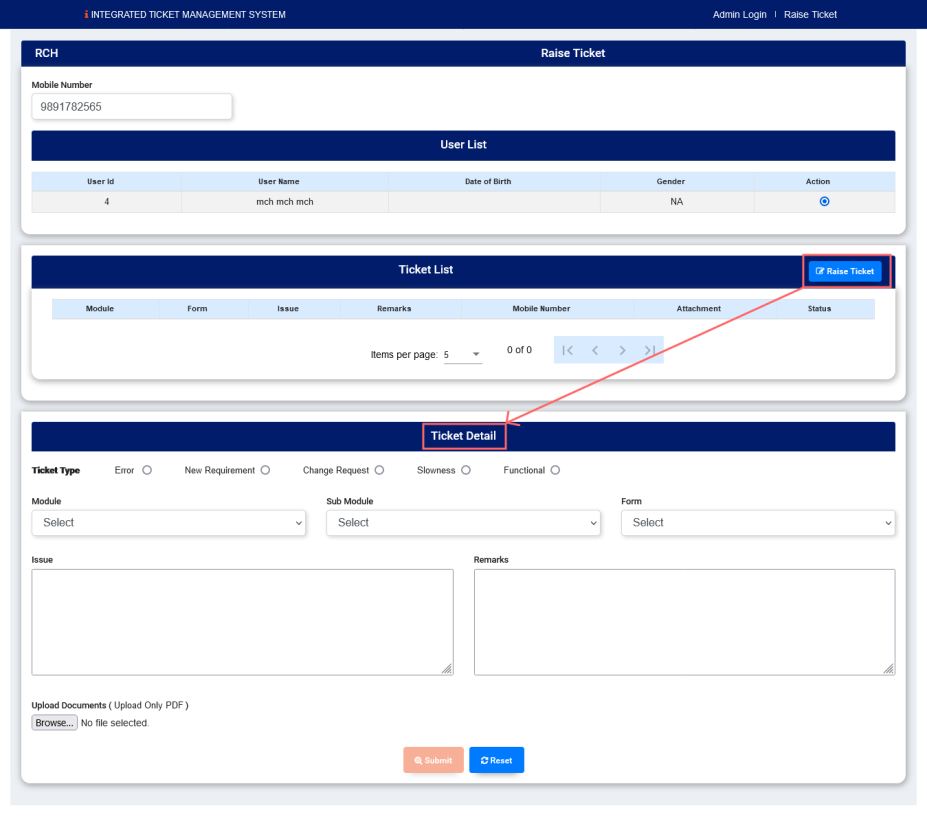 i INTEGRATED TICKET MANAGEMENT SYSTEM Admin Login | Raise Ticket
RCH Raise Ticket
Mobile Number
9891782565
User List
User Id User Name Date of Birth Gender Action
4 mch mch mch NA
Ticket List Raise Ticket
Module Form Issue Remarks Mobile Number Attachment Status
Items per page: 5 0 of 0
Ticket Detail
Ticket Type Error New Requirement Change Request Slowness Functional
Module Sub Module Form
Select Select Select
Issue Remarks
Upload Documents ( Upload Only PDF )
Browse... No file selected.
Submit Reset